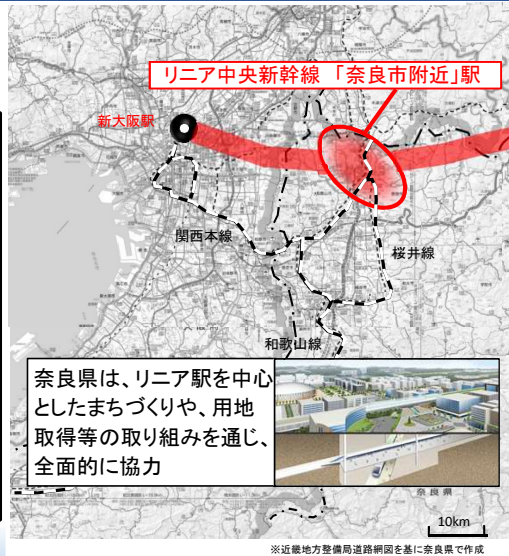 リニア中央新幹線 「奈良市附近」駅
新大阪駅
関西本線
桜井線
和歌山線
奈良県は、リニア駅を中心
としたまちづくりや、用地
取得等の取り組みを通じ、
全面的に協力
奈良県
10km
※近畿地方整備局道路網図を基に奈良県で作成